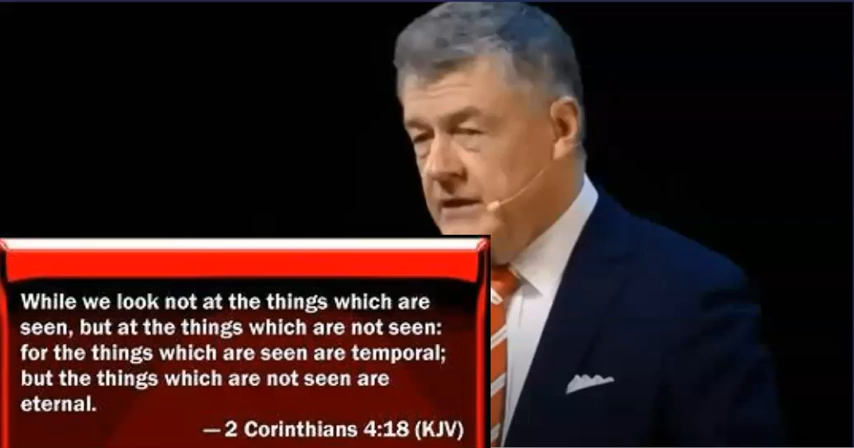 While we look not at the things which are
seen, but at the things which are not seen:
for the things which are seen are temporal;
but the things which are not seen are
eternal.
— 2 Corinthians 4:18 (KJV)